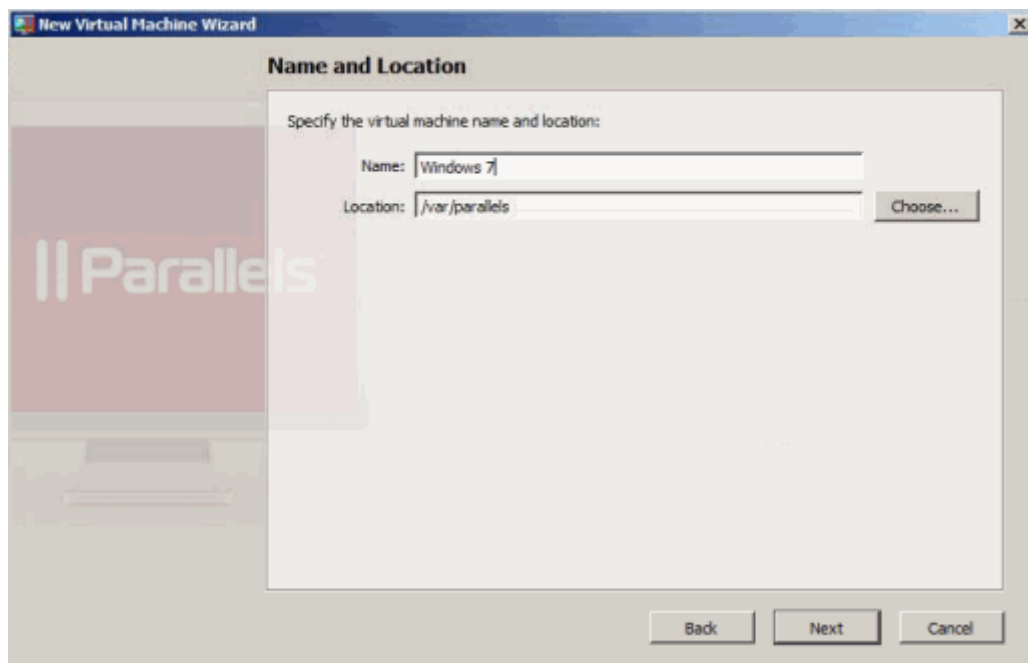 New Virtual Machine Wizard
Name and Location
Specify the virtual machine name and location:
Name: Windows 7
Location: /var/parallels Choose...
Parallels
Back Next Cancel